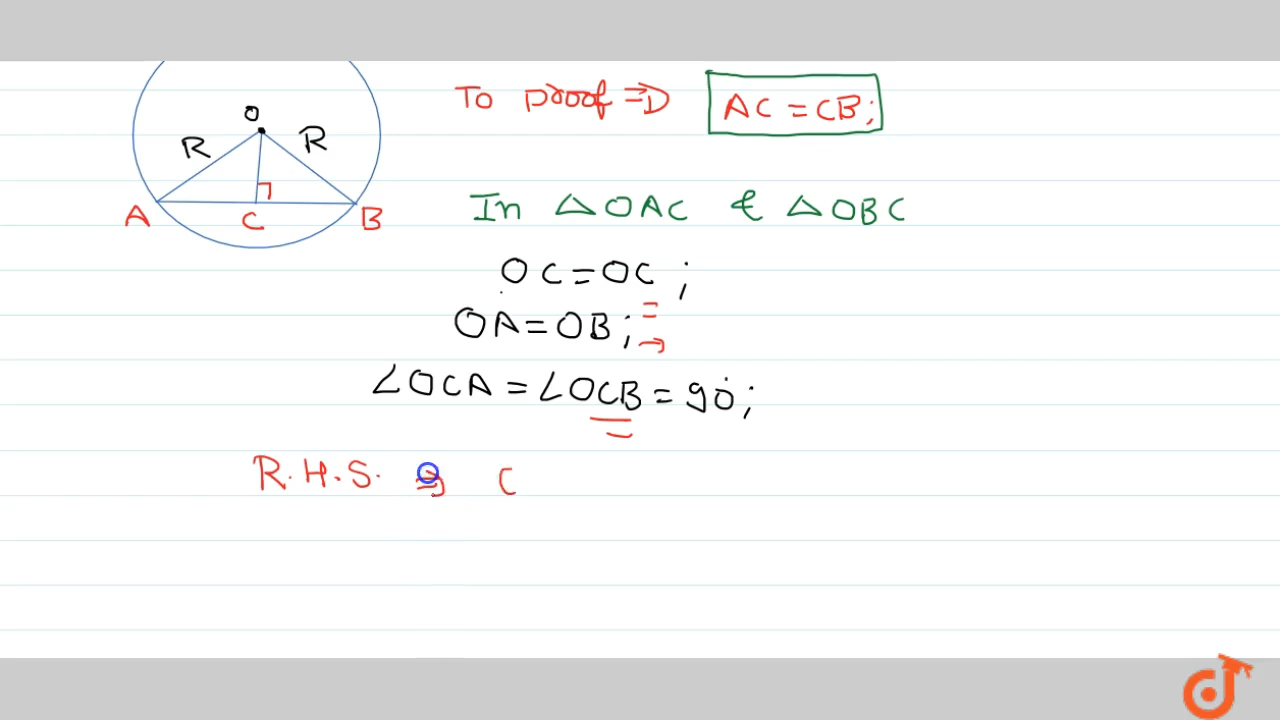 To proof ⇒ AC = CB;
O
R R
A C B
In △OAC & △OBC
OC = OC ;
OA = OB ;
∠OCA = ∠OCB = 90°;
R.H.S. ⇒ C